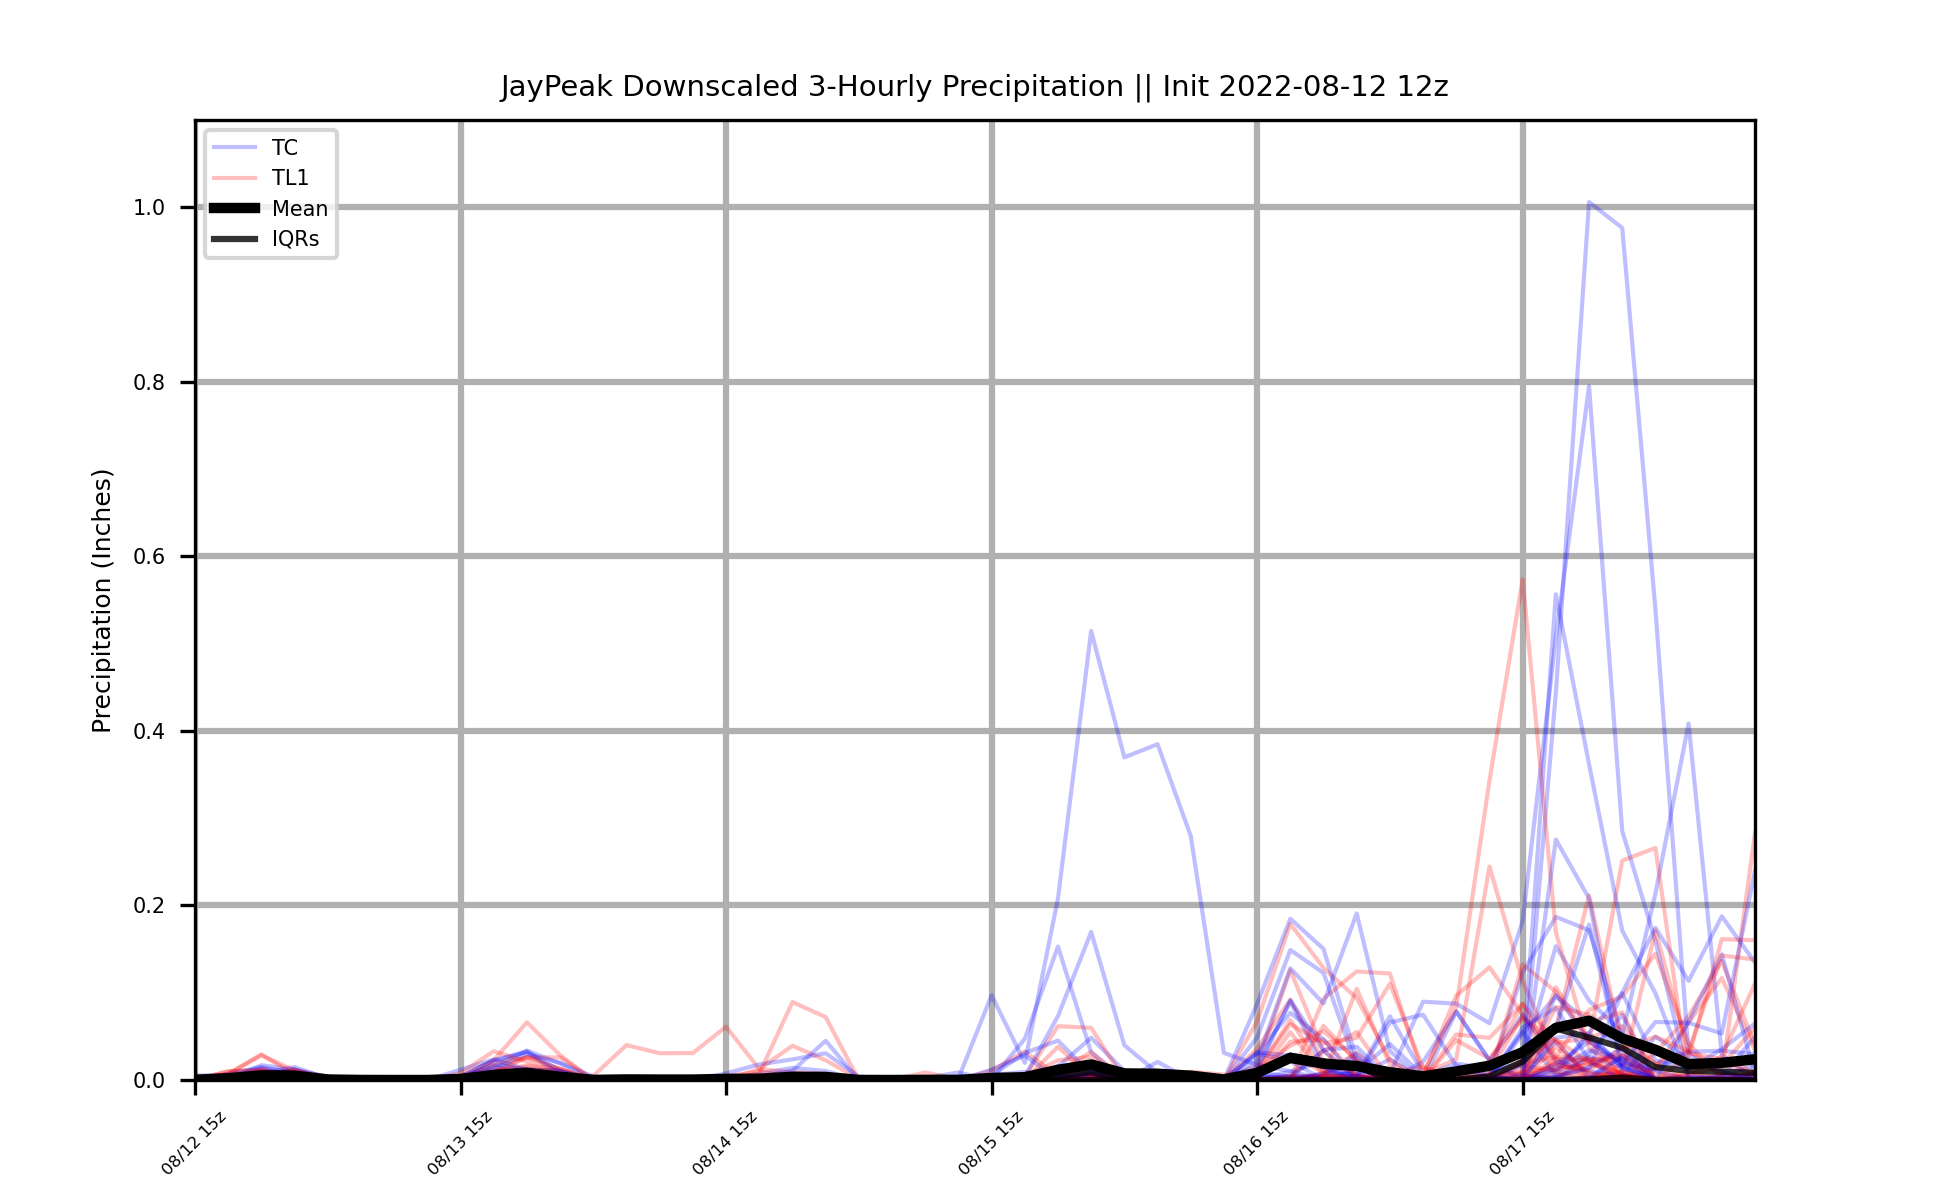 JayPeak Downscaled 3-Hourly Precipitation || Init 2022-08-12 12z
TC
TL1
Mean
IQRs
1.0
0.8
0.6
0.4
0.2
0.0
Precipitation (Inches)
08/12 15z
08/13 15z
08/14 15z
08/15 15z
08/16 15z
08/17 15z